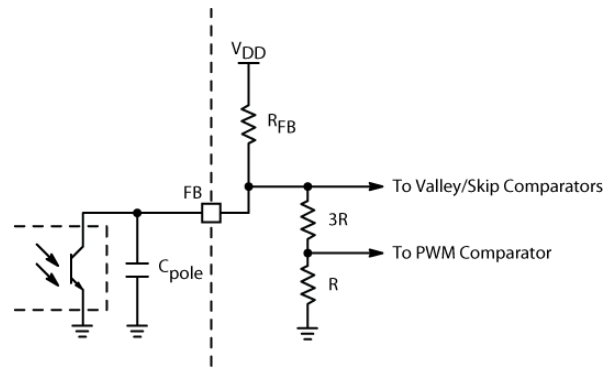 VDD
RFB
FB
To Valley/Skip Comparators
3R
To PWM Comparator
Cpole
R